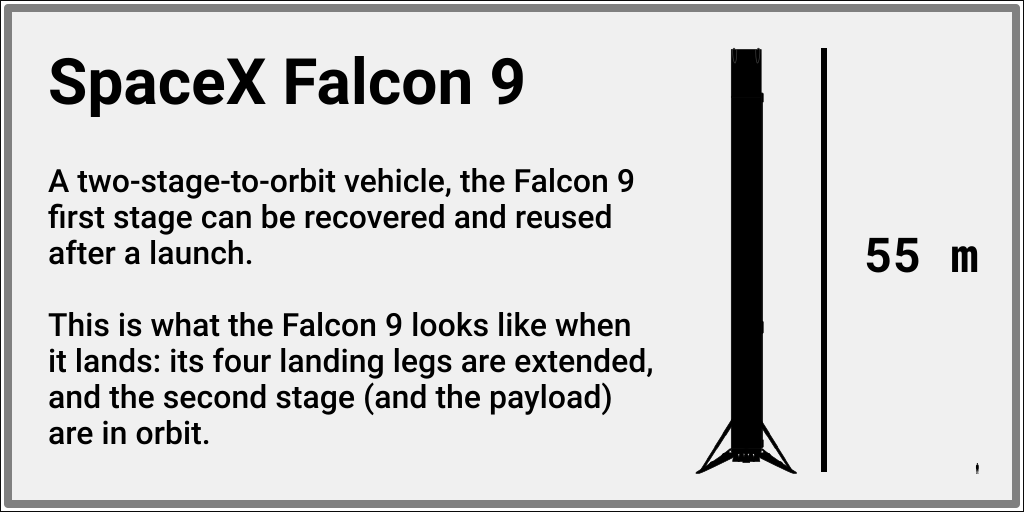 SpaceX Falcon 9
A two-stage-to-orbit vehicle, the Falcon 9
first stage can be recovered and reused
after a launch.
This is what the Falcon 9 looks like when
it lands: its four landing legs are extended,
and the second stage (and the payload)
are in orbit.
55 m